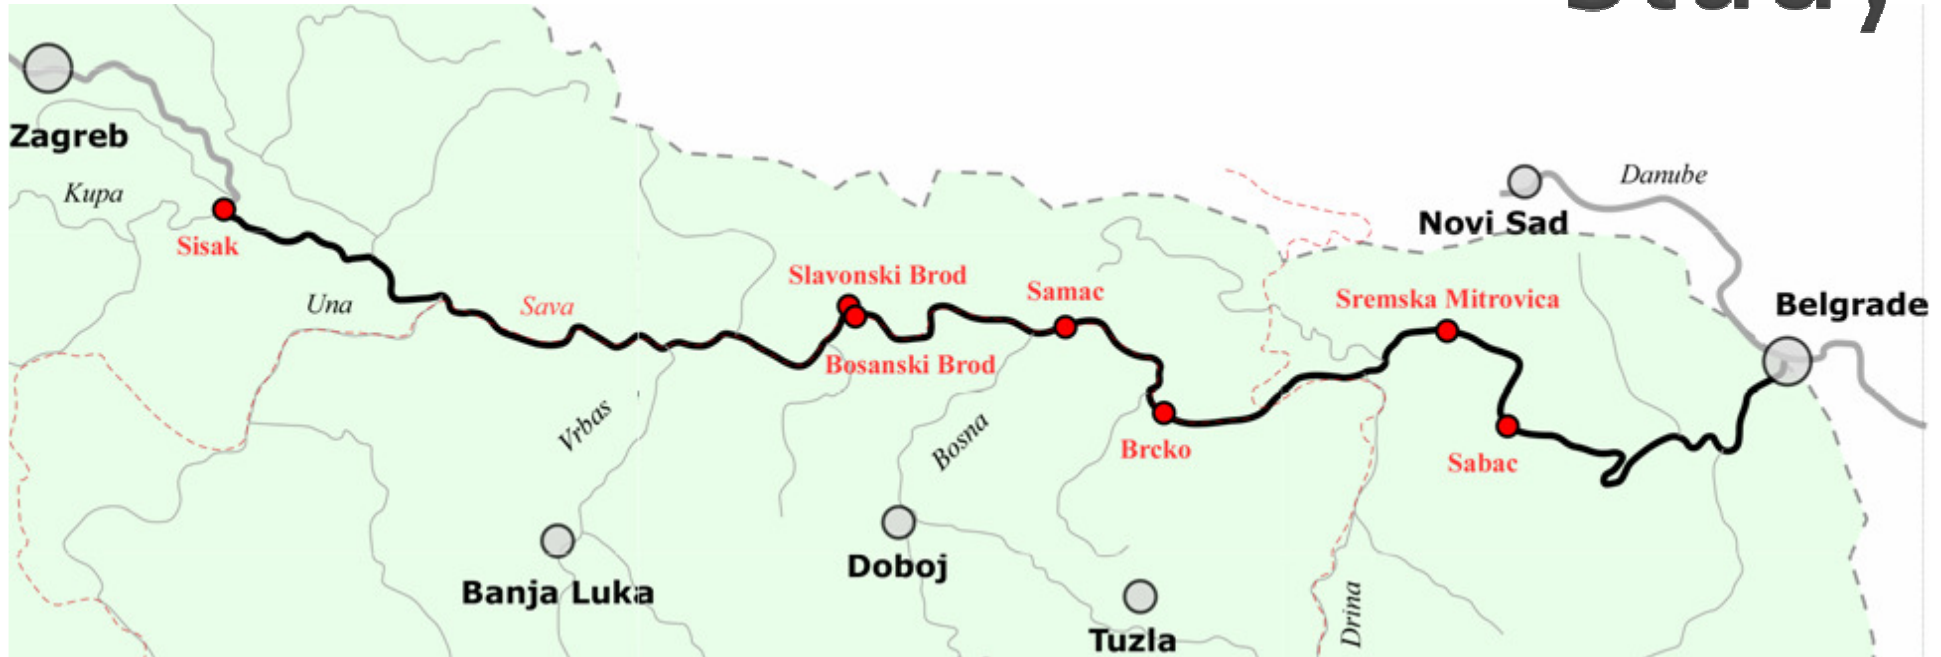 Zagreb
Kupa
Sisak
Una
Sava
Slavonski Brod
Bosanski Brod
Samac
Brcko
Sremska Mitrovica
Sabac
Novi Sad
Danube
Belgrade
Vrbas
Bosna
Banja Luka
Doboj
Tuzla
Drina